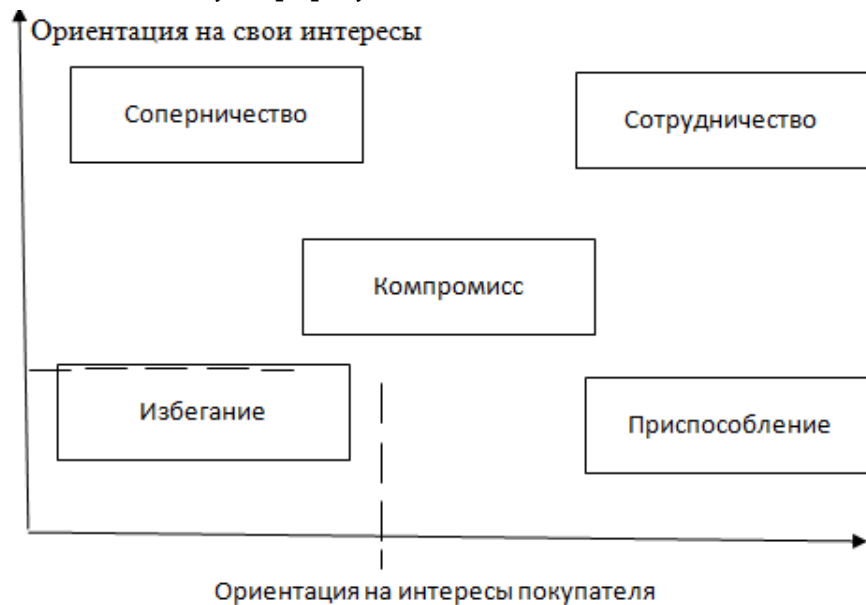 Ориентация на свои интересы
Соперничество
Сотрудничество
Компромисс
Избегание
Приспособление
Ориентация на интересы покупателя